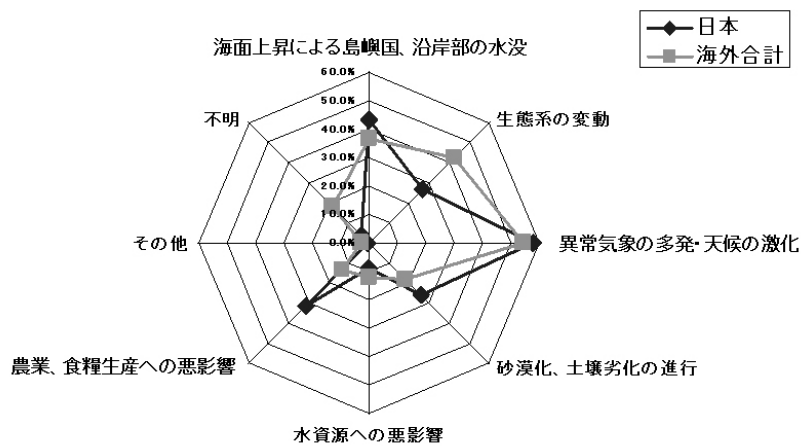 日本
海外合計
海面上昇による島嶼国、沿岸部の水没
60.0%
50.0%
40.0%
30.0%
20.0%
10.0%
0.0%
生態系の変動
異常気象の多発・天候の激化
砂漠化、土壌劣化の進行
水資源への悪影響
農業、食糧生産への悪影響
その他
不明